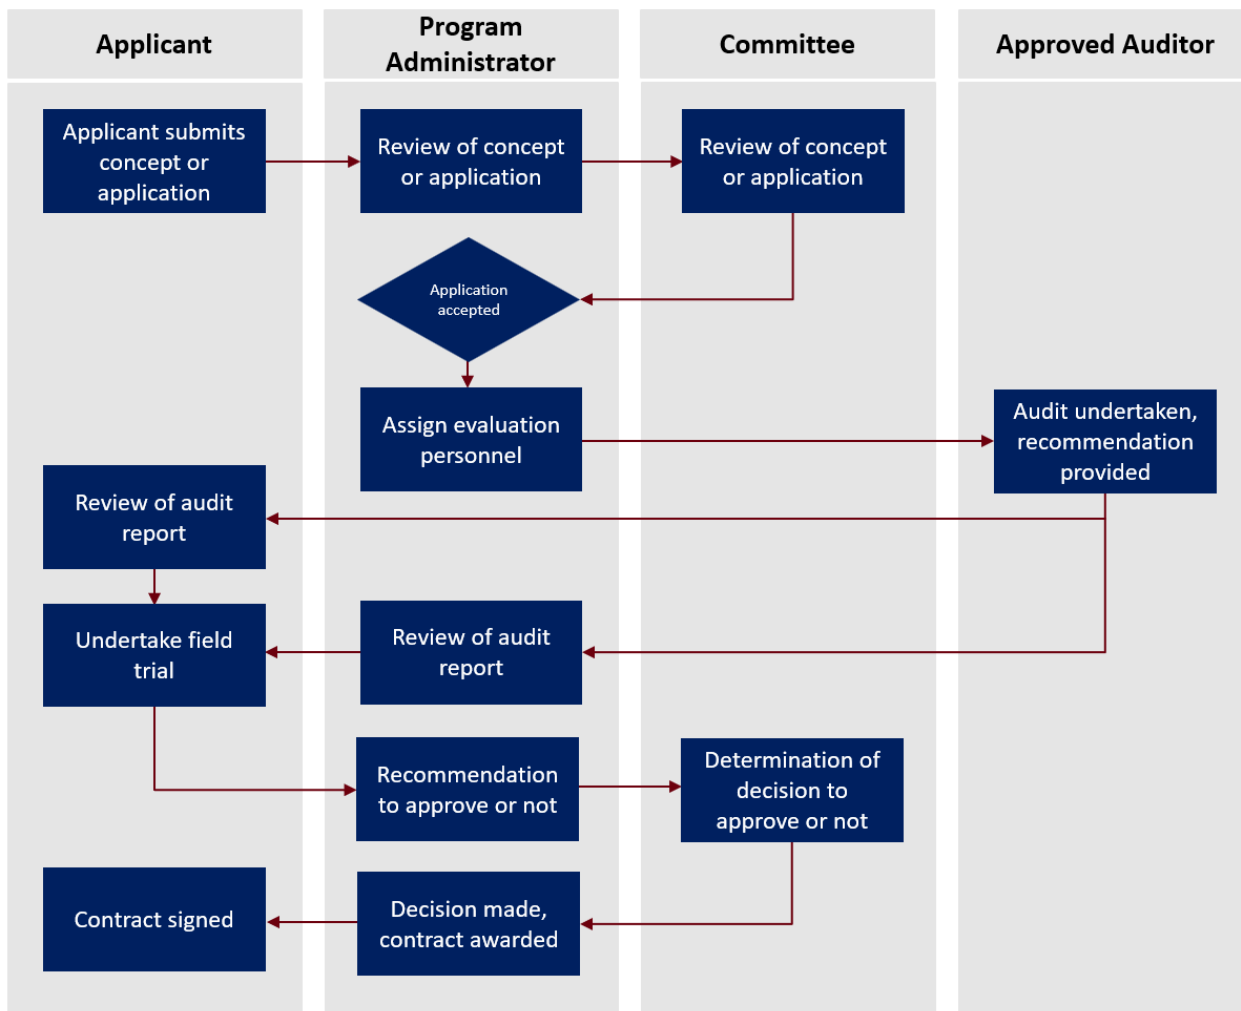 Applicant
Program
Administrator
Committee
Approved Auditor
Applicant submits
concept or
application
Review of concept
or application
Review of concept
or application
Application
accepted
Assign evaluation
personnel
Audit undertaken,
recommendation
provided
Review of audit
report
Undertake field
trial
Review of audit
report
Recommendation
to approve or not
Determination of
decision to
approve or not
Contract signed
Decision made,
contract awarded